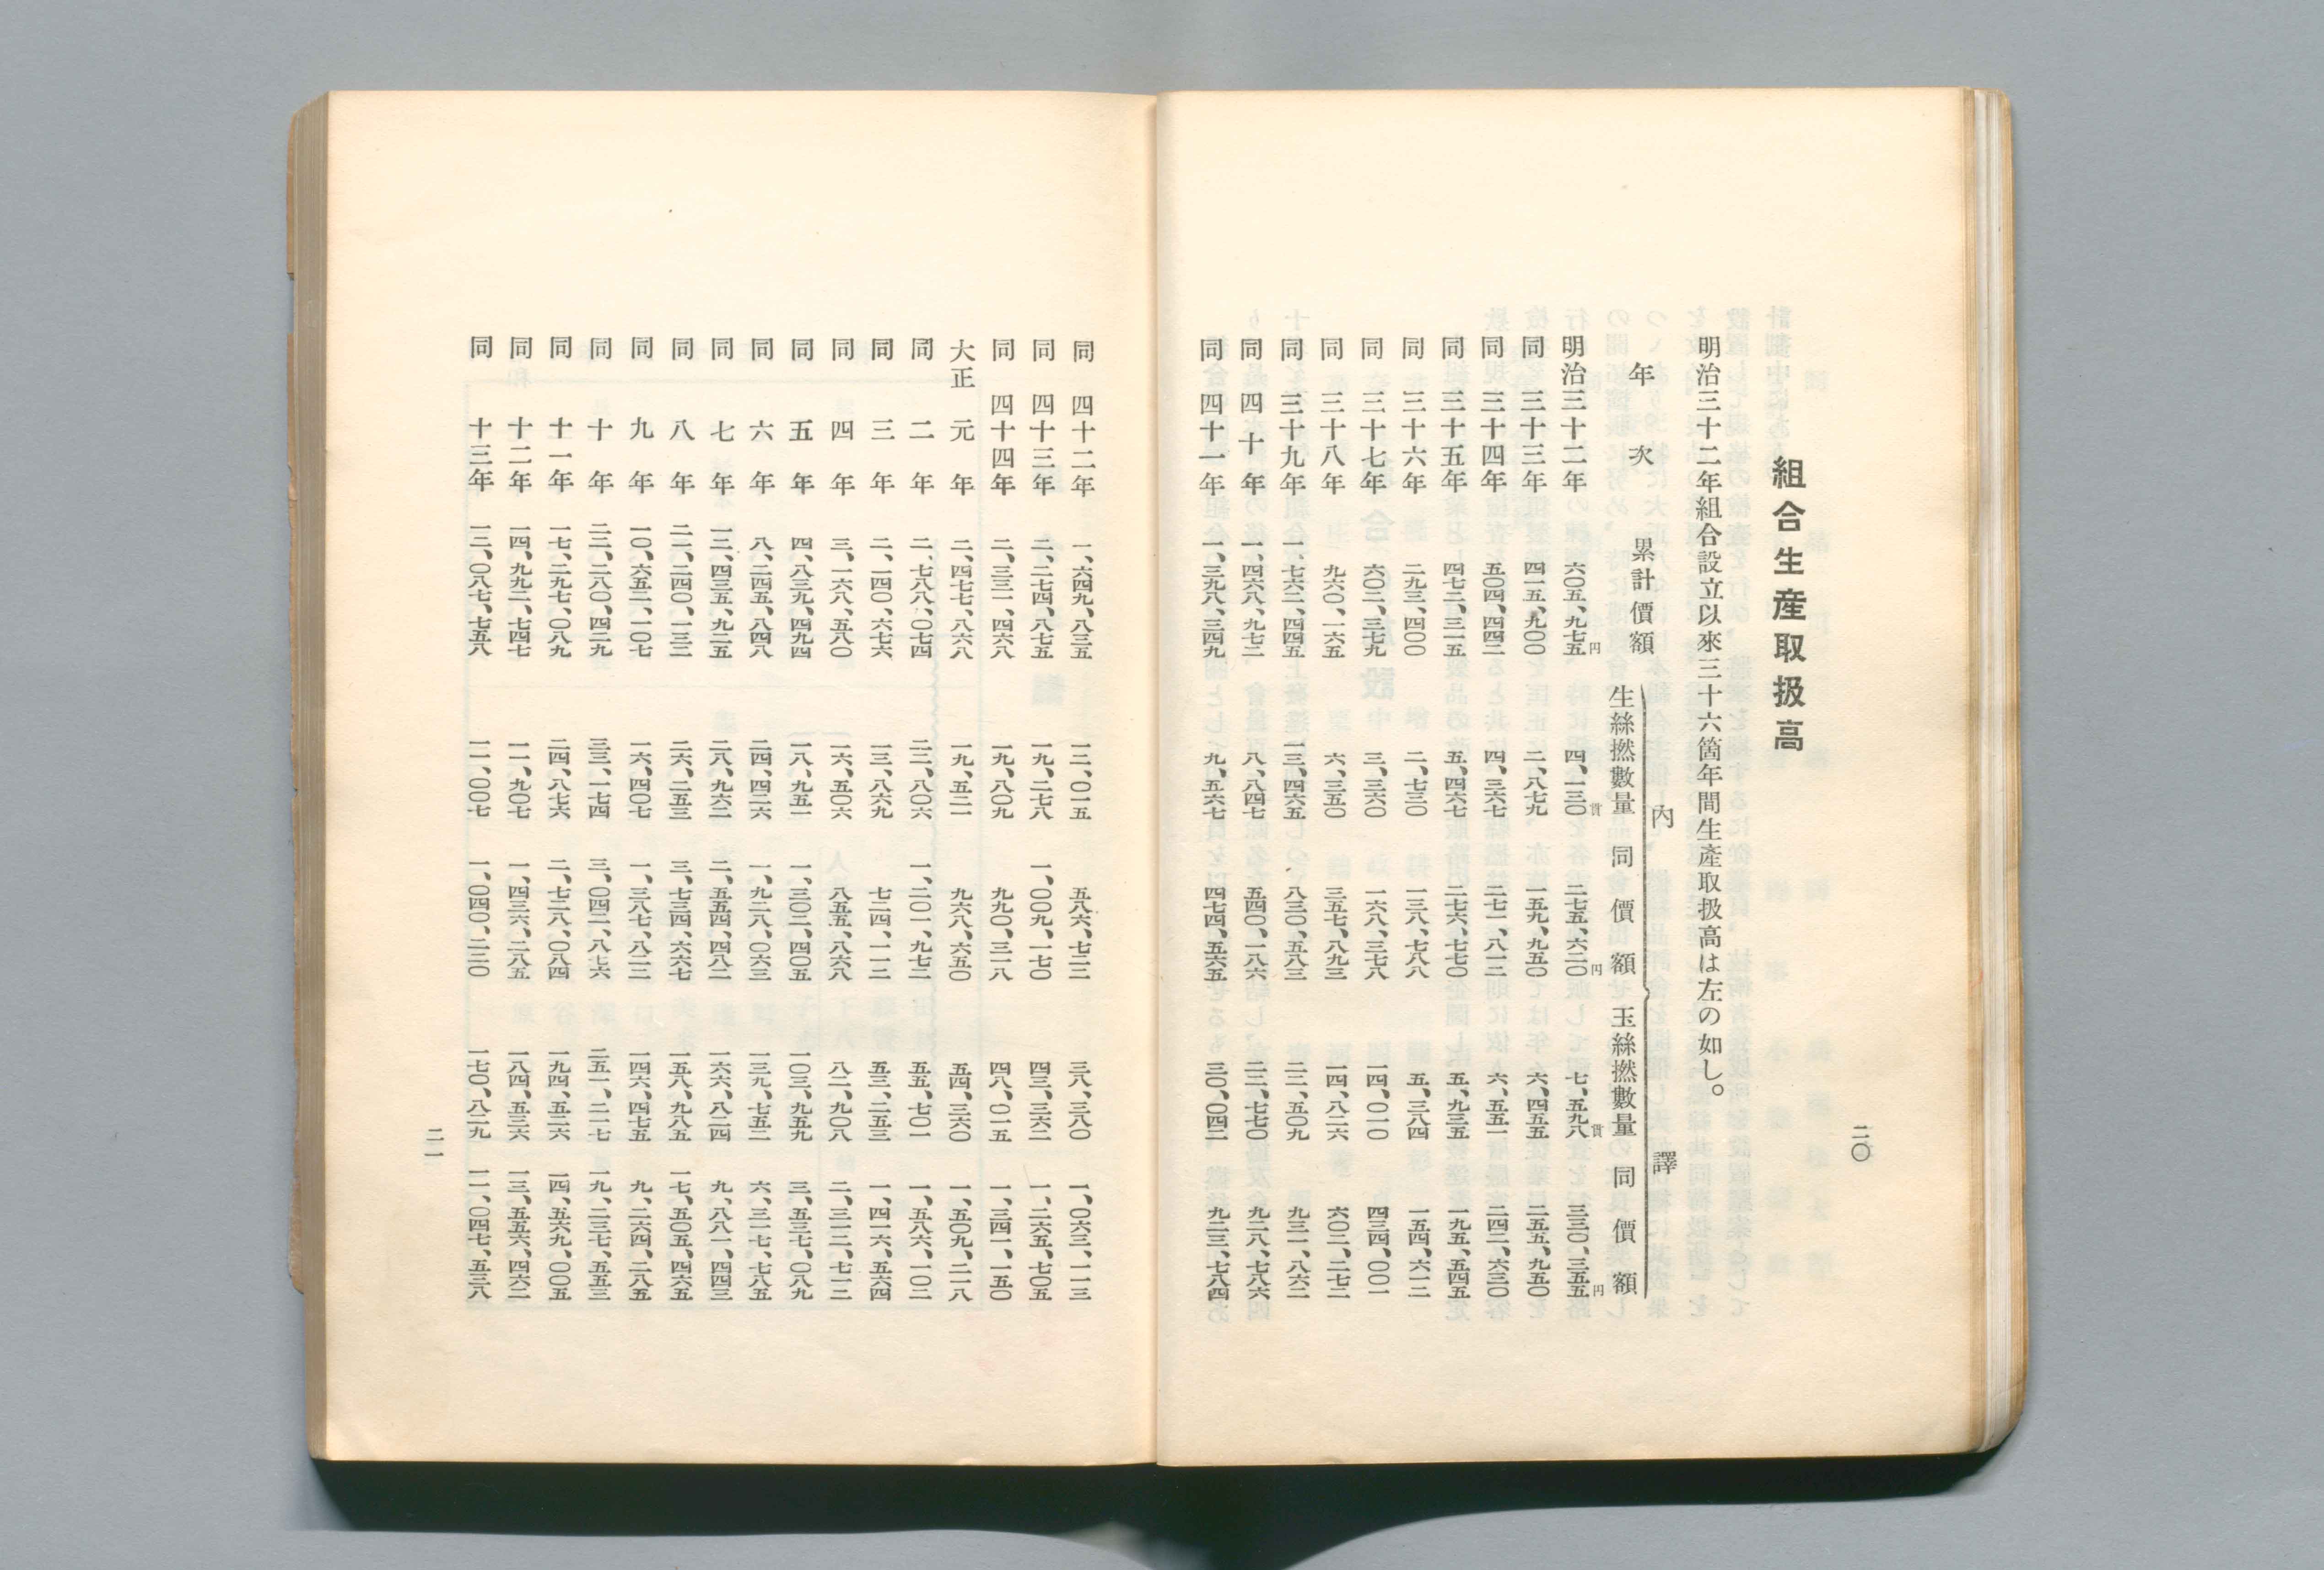 二〇
組合生産取扱高
明治三十二年組合設立以來三十六箇年間生產取扱高は左の如し。
年次 累計價額 內譯
生絲撚數量 同價額 玉絲撚數量 同價額
明治三十二年 六〇五、九七五円 四、一三〇貫 二七五、六二〇円 七、五九八貫 三三〇、三五五円
同 三十三年 四一五、九〇〇 二、八七九 一五九、九五〇 六、四五五 二五五、九五〇
同 三十四年 五〇四、四四二 四、三六七 二七一、八一二 六、五五一 二四二、六三〇
同 三十五年 四七二、三一五 五、四六七 二七六、七七〇 五、九三五 一九五、五四五
同 三十六年 二九三、四〇〇 二、七三〇 一三八、七八八 五、三八四 一五四、六一二
同 三十七年 六〇二、三七九 三、三六〇 一六八、三七八 一四、〇一〇 四三四、〇〇一
同 三十八年 九六〇、一六五 六、三五〇 三五七、八九三 一四、八二六 六〇二、二七二
同 三十九年 一、七六二、四四五 一三、四六五 八三〇、五八三 二二、五〇九 九三一、八六二
同 四十年 一、四六八、九七二 八、八四七 五四〇、一八六 二二、七七〇 九二八、七八六
同 四十一年 一、三九八、三四九 九、五六七 四七四、五六五 三〇、〇四二 九二三、七八四
同 四十二年 一、六四九、八三五 一二、〇一五 五八六、七二二 三八、三八〇 一、〇六三、一一三
同 四十三年 二、二七四、八七五 一九、二七八 一、〇〇九、一七〇 四三、三六二 一、二六五、七〇五
同 四十四年 二、三三一、四六八 一九、八〇九 九九〇、三一八 四八、〇一五 一、三四一、一五〇
大正元年 二、四七七、八六八 一九、五二一 九六八、六五〇 五四、三六〇 一、五〇九、二一八
同 二年 二、七八八、〇七四 二二、八〇六 一、二〇一、九七二 五五、七〇一 一、五八六、一〇二
同 三年 二、一四〇、六七六 一三、八六九 七二四、一一二 五三、二五三 一、四一六、五六四
同 四年 三、一六八、五八〇 一六、五〇六 八五五、八六八 八二、九〇八 二、三一二、七一二
同 五年 四、八三九、四九四 一八、九五一 一、三〇二、四〇五 一〇三、九五九 三、五三七、〇八九
同 六年 八、二四五、八四八 二四、四二六 一、九二八、〇六三 一三九、七五二 六、三一七、七八五
同 七年 一二、四三五、九二五 二八、九六二 二、五五四、四八二 一六六、八二四 九、八八一、四四三
同 八年 二一、二四〇、一三二 二六、二五三 三、七三四、六六七 一五八、九八五 一七、五〇五、四六五
同 九年 一〇、六五二、一〇七 一六、四〇七 一、三八七、八二二 一四六、四七五 九、二六四、二八五
同 十年 二二、二八〇、四二九 三三、一七四 三、〇四二、八七六 二五一、二一七 一九、二三七、五五三
同 十一年 一七、二九七、〇八九 二四、八七六 二、七二八、〇八四 一九四、五二六 一四、五六九、〇〇五
同 十二年 一四、九九二、七四七 一一、九〇七 一、四三六、二八五 一八四、五三六 一三、五五六、四六二
同 十三年 一二、〇八七、七五八 一一、〇〇七 一、〇四〇、二二〇 一七〇、八二九 一一、〇四七、五三八
二一